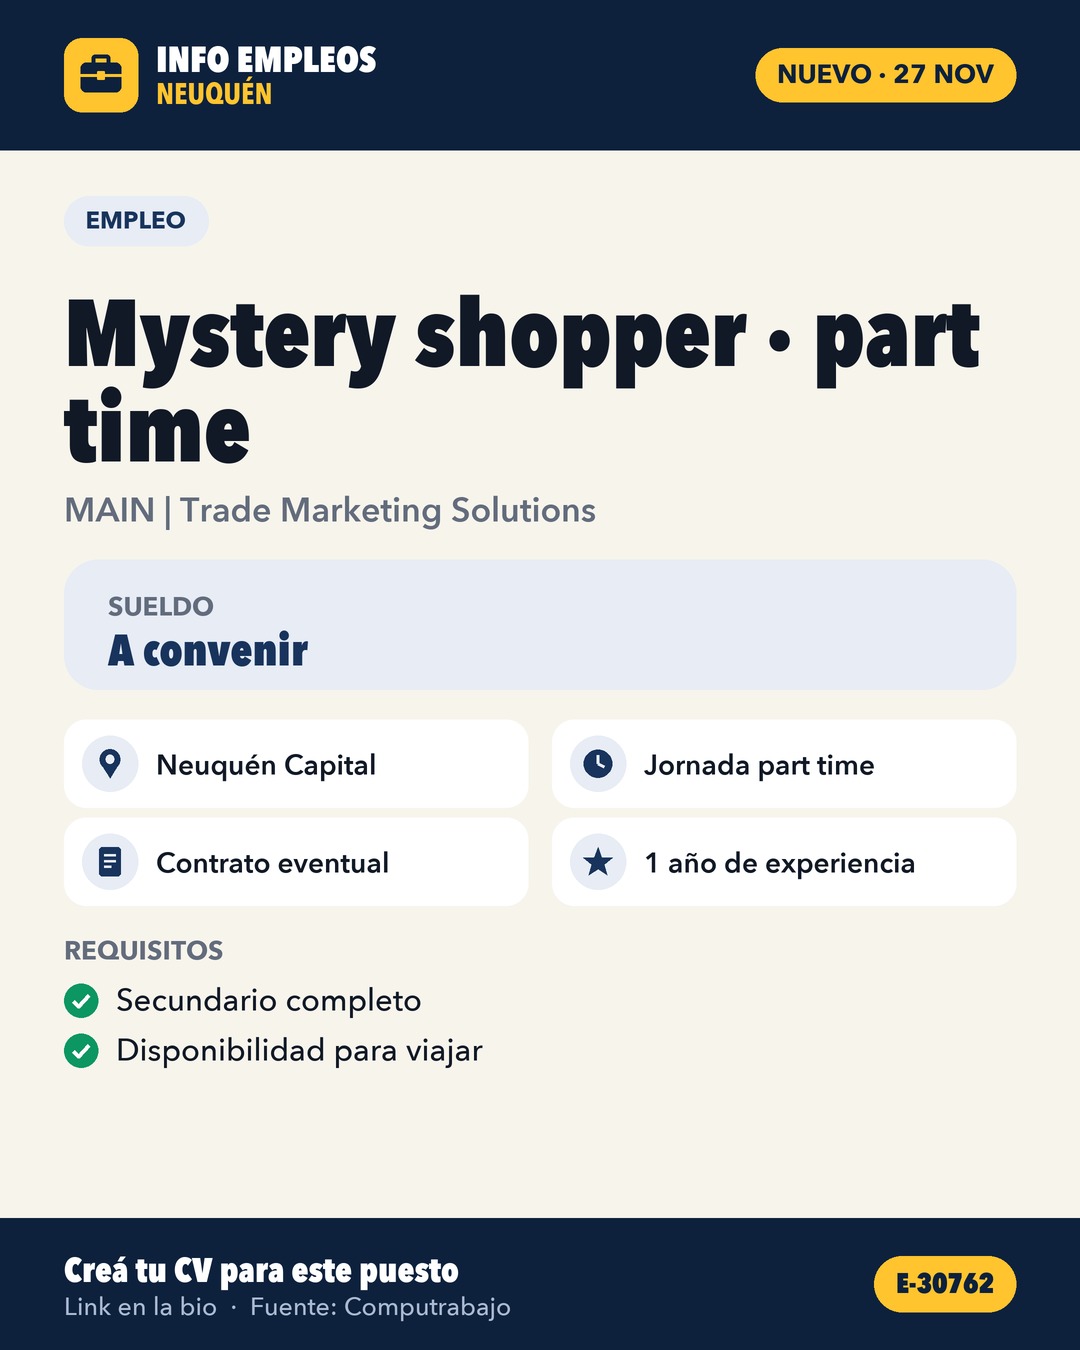 INFO EMPLEOS
NEUQUÉN
NUEVO · 27 NOV
EMPLEO
Mystery shopper · part
time
MAIN | Trade Marketing Solutions
SUELDO
A convenir
Neuquén Capital
Jornada part time
Contrato eventual
1 año de experiencia
REQUISITOS
Secundario completo
Disponibilidad para viajar
Creá tu CV para este puesto
Link en la bio · Fuente: Computrabajo
E-30762